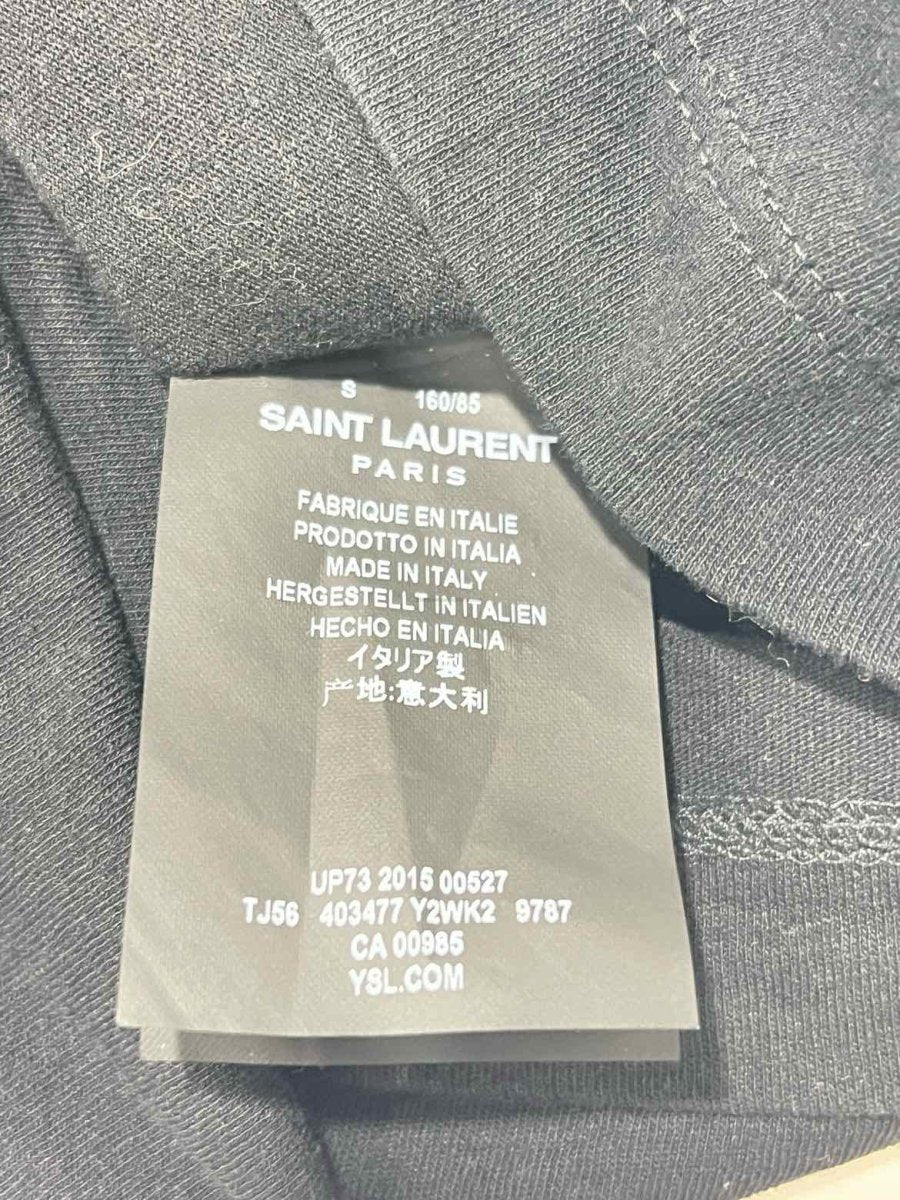 S 160/85
SAINT LAURENT
PARIS
FABRIQUE EN ITALIE
PRODOTTO IN ITALIA
MADE IN ITALY
HERGESTELLT IN ITALIEN
HECHO EN ITALIA
イタリア製
产地:意大利
UP73 2015 00527
TJ56 403477 Y2WK2 9787
CA 00985
YSL.COM